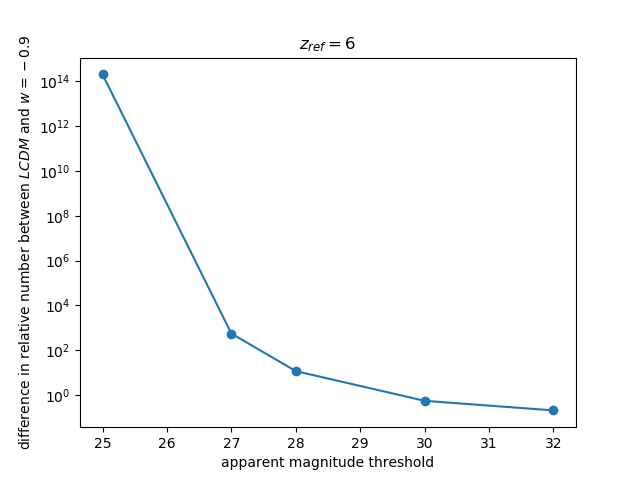 $z_{ref} = 6$
difference in relative number between $LCDM$ and $w = -0.9$
$10^{14}$
$10^{12}$
$10^{10}$
$10^{8}$
$10^{6}$
$10^{4}$
$10^{2}$
$10^{0}$
25 26 27 28 29 30 31 32
apparent magnitude threshold